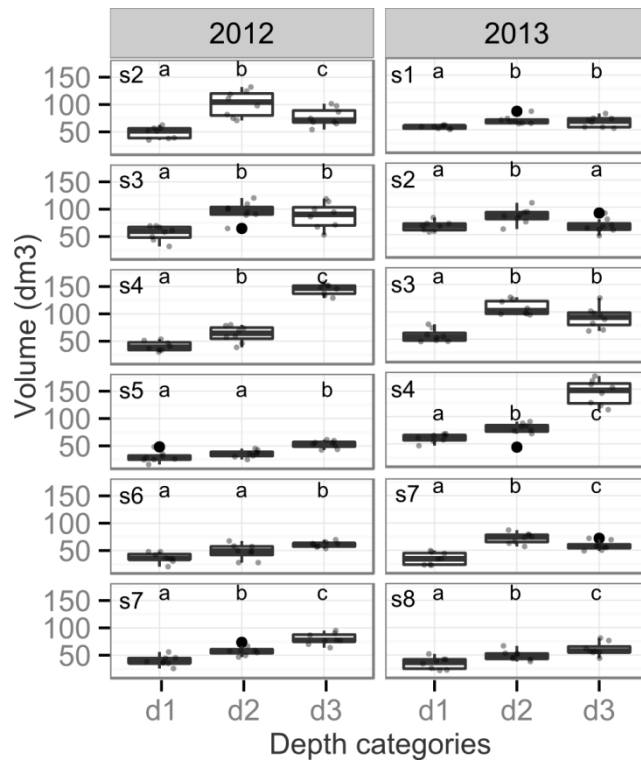 2012 2013
s2 a b c
s1 a b b
s3 a b b
s2 a b a
s4 a b c
s3 a b b
s5 a a b
s4 a b c
s6 a a b
s7 a b c
s7 a b c
s8 a b c
150
100
50
150
100
50
150
100
50
150
100
50
150
100
50
150
100
50
Volume (dm3)
d1 d2 d3 d1 d2 d3
Depth categories